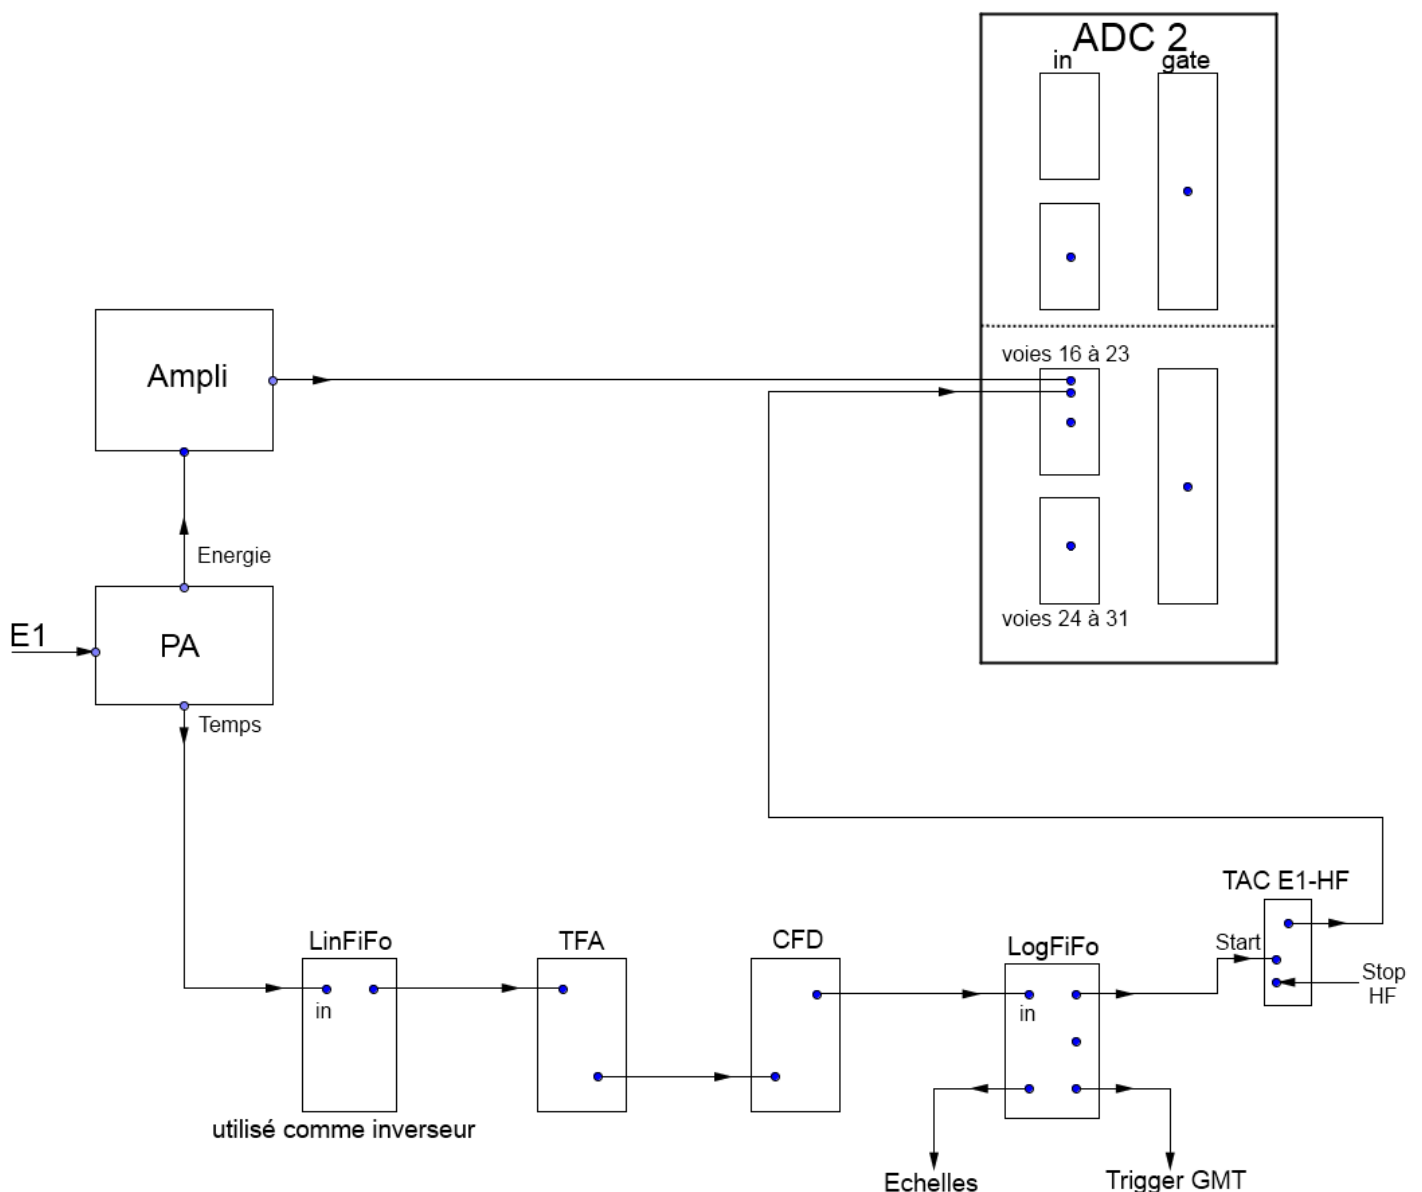 ADC 2
in
gate
voies 16 à 23
Ampli
Energie
voies 24 à 31
E1
PA
Temps
TAC E1-HF
LinFiFo
TFA
CFD
LogFiFo
Start
Stop
HF
in
in
utilisé comme inverseur
Echelles
Trigger GMT